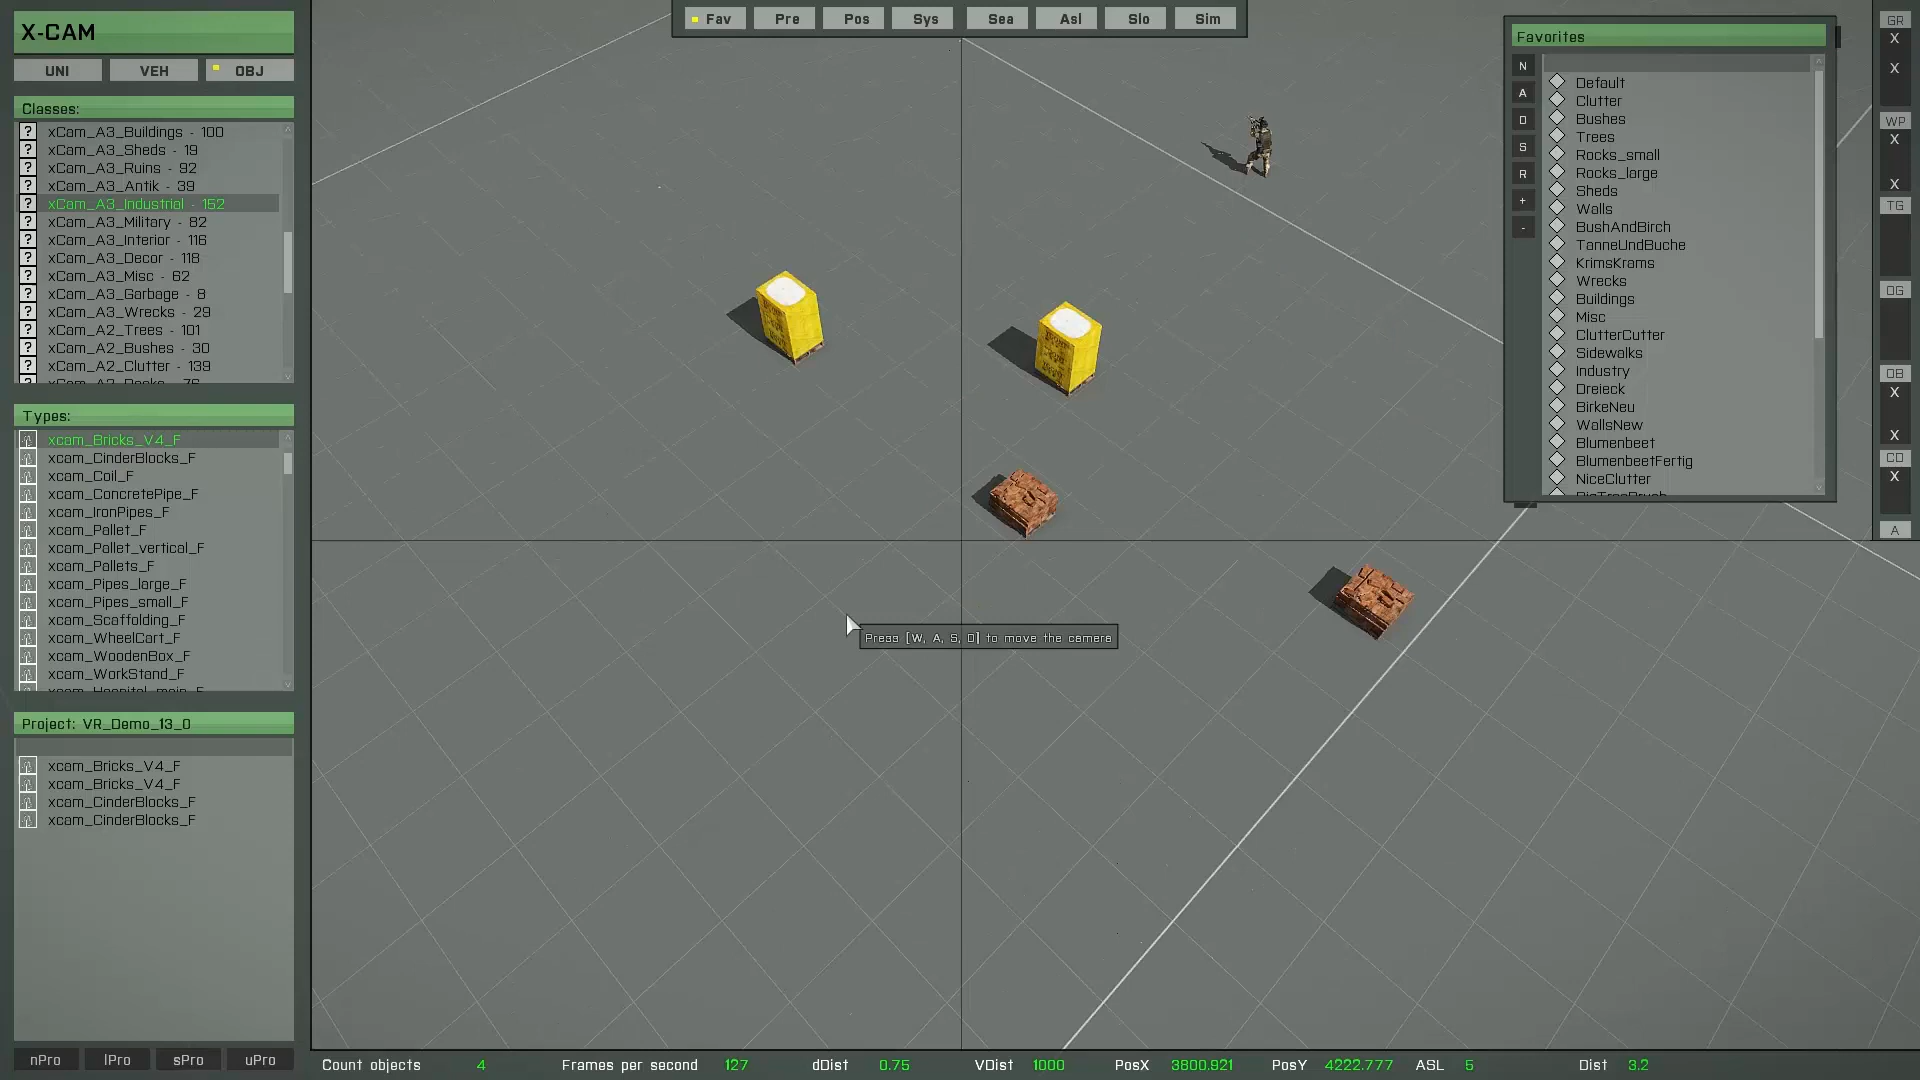 X-CAM
UNI VEH OBJ
Classes:
xCam_A3_Buildings - 100
xCam_A3_Sheds - 19
xCam_A3_Ruins - 92
xCam_A3_Antik - 39
xCam_A3_Industrial - 152
xCam_A3_Military - 82
xCam_A3_Interior - 116
xCam_A3_Decor - 118
xCam_A3_Misc - 62
xCam_A3_Garbage - 8
xCam_A3_Wrecks - 29
xCam_A2_Trees - 101
xCam_A2_Bushes - 30
xCam_A2_Clutter - 139
xCam_A2_Rocks - 76
Types:
xcam_Bricks_V4_F
xcam_CinderBlocks_F
xcam_Coil_F
xcam_ConcretePipe_F
xcam_IronPipes_F
xcam_Pallet_F
xcam_Pallet_vertical_F
xcam_Pallets_F
xcam_Pipes_large_F
xcam_Pipes_small_F
xcam_Scaffolding_F
xcam_WheelCart_F
xcam_WoodenBox_F
xcam_WorkStand_F
xcam_Hospital_main_F
Project: VR_Demo_13_0
xcam_Bricks_V4_F
xcam_Bricks_V4_F
xcam_CinderBlocks_F
xcam_CinderBlocks_F
nPro lPro sPro uPro
Fav Pre Pos Sys Sea Asl Slo Sim
Press [W, A, S, D] to move the camera
Favorites
N
A
D
S
R
+
-
Default
Clutter
Bushes
Trees
Rocks_small
Rocks_large
Sheds
Walls
BushAndBirch
TanneUndBuche
KrimsKrams
Wrecks
Buildings
Misc
ClutterCutter
Sidewalks
Industry
Dreieck
BirkeNeu
WallsNew
Blumenbeet
BlumenbeetFertig
NiceClutter
BigTreeBrush
GR
X
X
WP
X
X
TG
OG
OB
X
X
CO
X
A
Count objects 4 Frames per second 127 dDist 0.75 VDist 1000 PosX 3800.921 PosY 4222.777 ASL 5 Dist 3.2